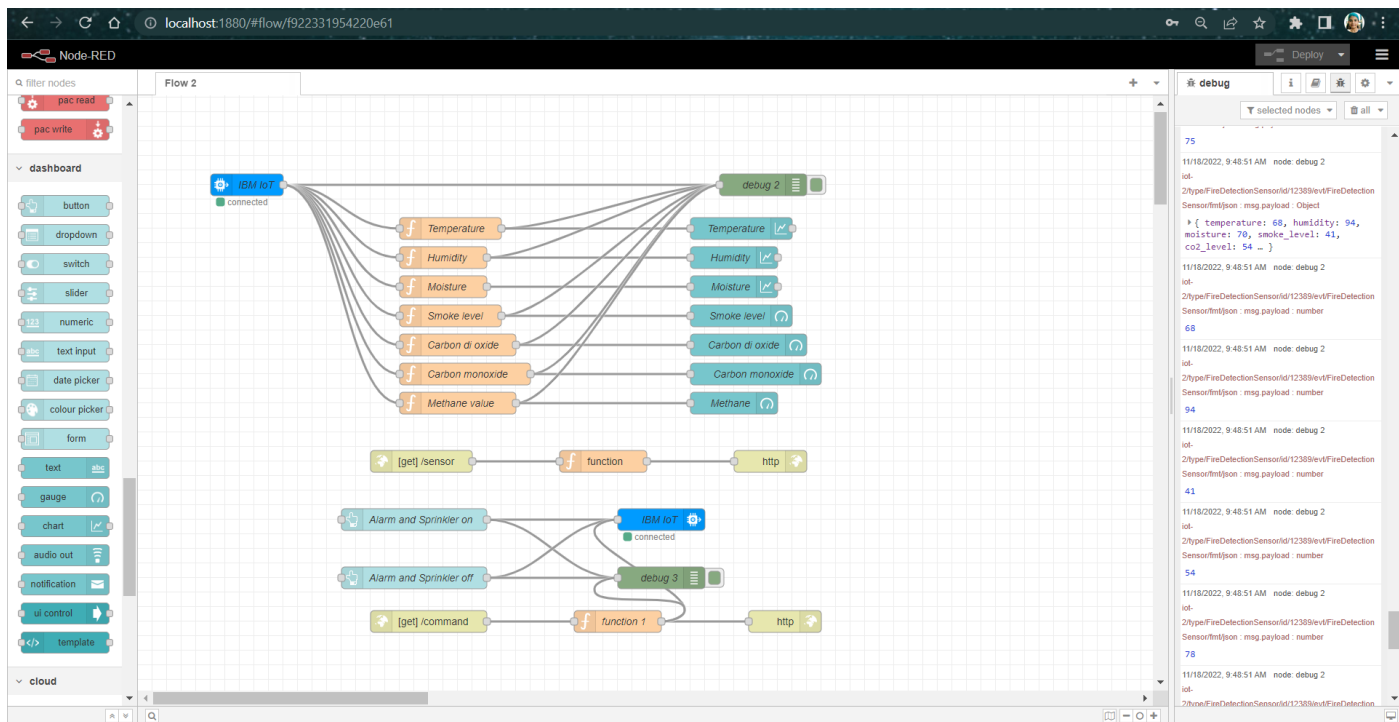 localhost:1880/#flow/f922331954220e61
Node-RED
Deploy
filter nodes
pac read
pac write
dashboard
button
dropdown
switch
slider
123 numeric
abc text input
date picker
colour picker
form
text abc
gauge
chart
audio out
notification
ui control
</> template
cloud
Flow 2
IBM IoT
connected
debug 2
f Temperature
Temperature
f Humidity
Humidity
f Moisture
Moisture
f Smoke level
Smoke level
f Carbon di oxide
Carbon di oxide
f Carbon monoxide
Carbon monoxide
f Methane value
Methane
[get] /sensor
f function
http
Alarm and Sprinkler on
IBM IoT
connected
Alarm and Sprinkler off
debug 3
[get] /command
f function 1
http
debug
i
selected nodes
all
75
11/18/2022, 9:48:51 AM node: debug 2
iot-
2/type/FireDetectionSensor/id/12389/evt/FireDetection
Sensor/fmt/json : msg.payload : Object
{ temperature: 68, humidity: 94,
moisture: 70, smoke_level: 41,
co2_level: 54 … }
11/18/2022, 9:48:51 AM node: debug 2
iot-
2/type/FireDetectionSensor/id/12389/evt/FireDetection
Sensor/fmt/json : msg.payload : number
68
11/18/2022, 9:48:51 AM node: debug 2
iot-
2/type/FireDetectionSensor/id/12389/evt/FireDetection
Sensor/fmt/json : msg.payload : number
94
11/18/2022, 9:48:51 AM node: debug 2
iot-
2/type/FireDetectionSensor/id/12389/evt/FireDetection
Sensor/fmt/json : msg.payload : number
41
11/18/2022, 9:48:51 AM node: debug 2
iot-
2/type/FireDetectionSensor/id/12389/evt/FireDetection
Sensor/fmt/json : msg.payload : number
54
11/18/2022, 9:48:51 AM node: debug 2
iot-
2/type/FireDetectionSensor/id/12389/evt/FireDetection
Sensor/fmt/json : msg.payload : number
78
11/18/2022, 9:48:51 AM node: debug 2
iot-
2/type/FireDetectionSensor/id/12389/evt/FireDetection